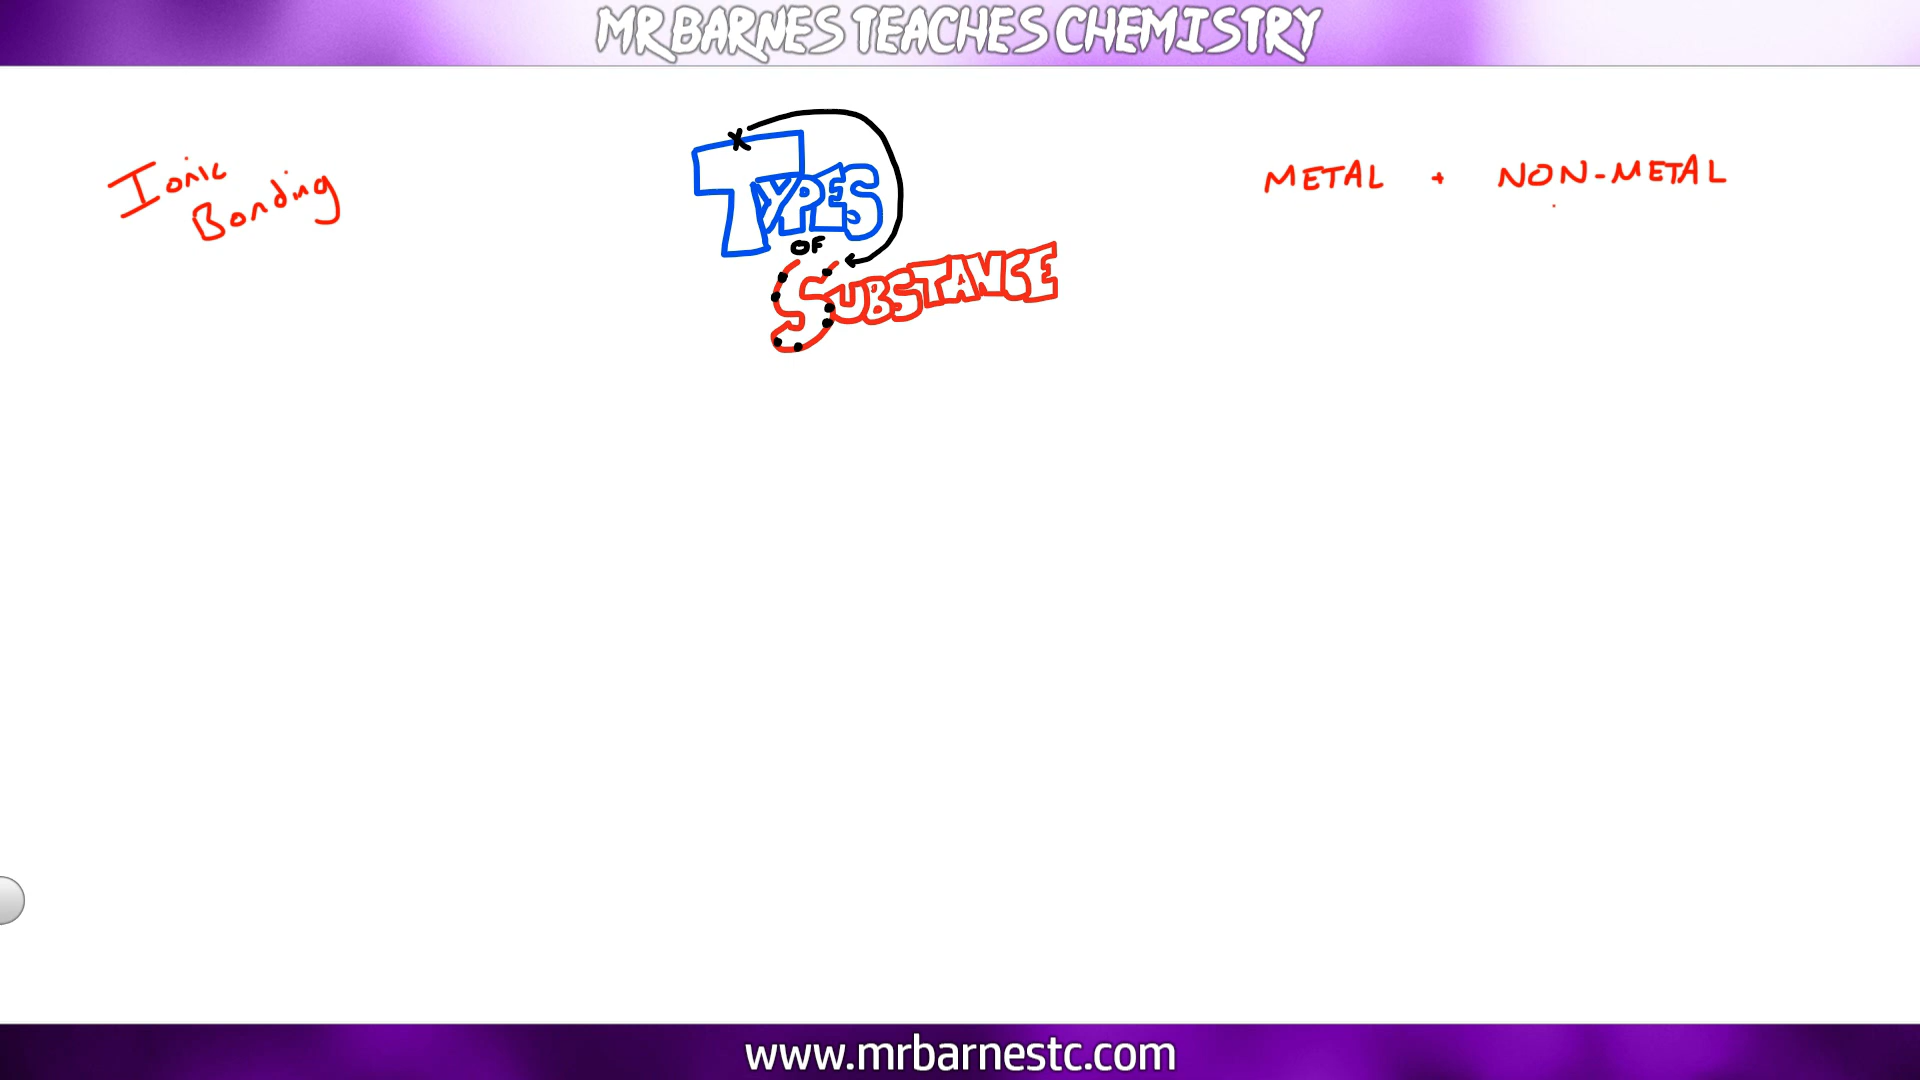 MR BARNES TEACHES CHEMISTRY
Ionic
Bonding
TYPES
OF
SUBSTANCE
METAL + NON-METAL
www.mrbarnestc.com